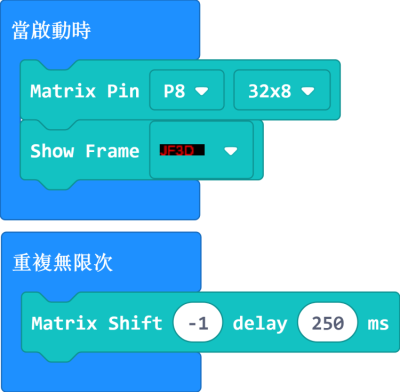 當啟動時
Matrix Pin P8 32x8
Show Frame JF3D
重複無限次
Matrix Shift -1 delay 250 ms